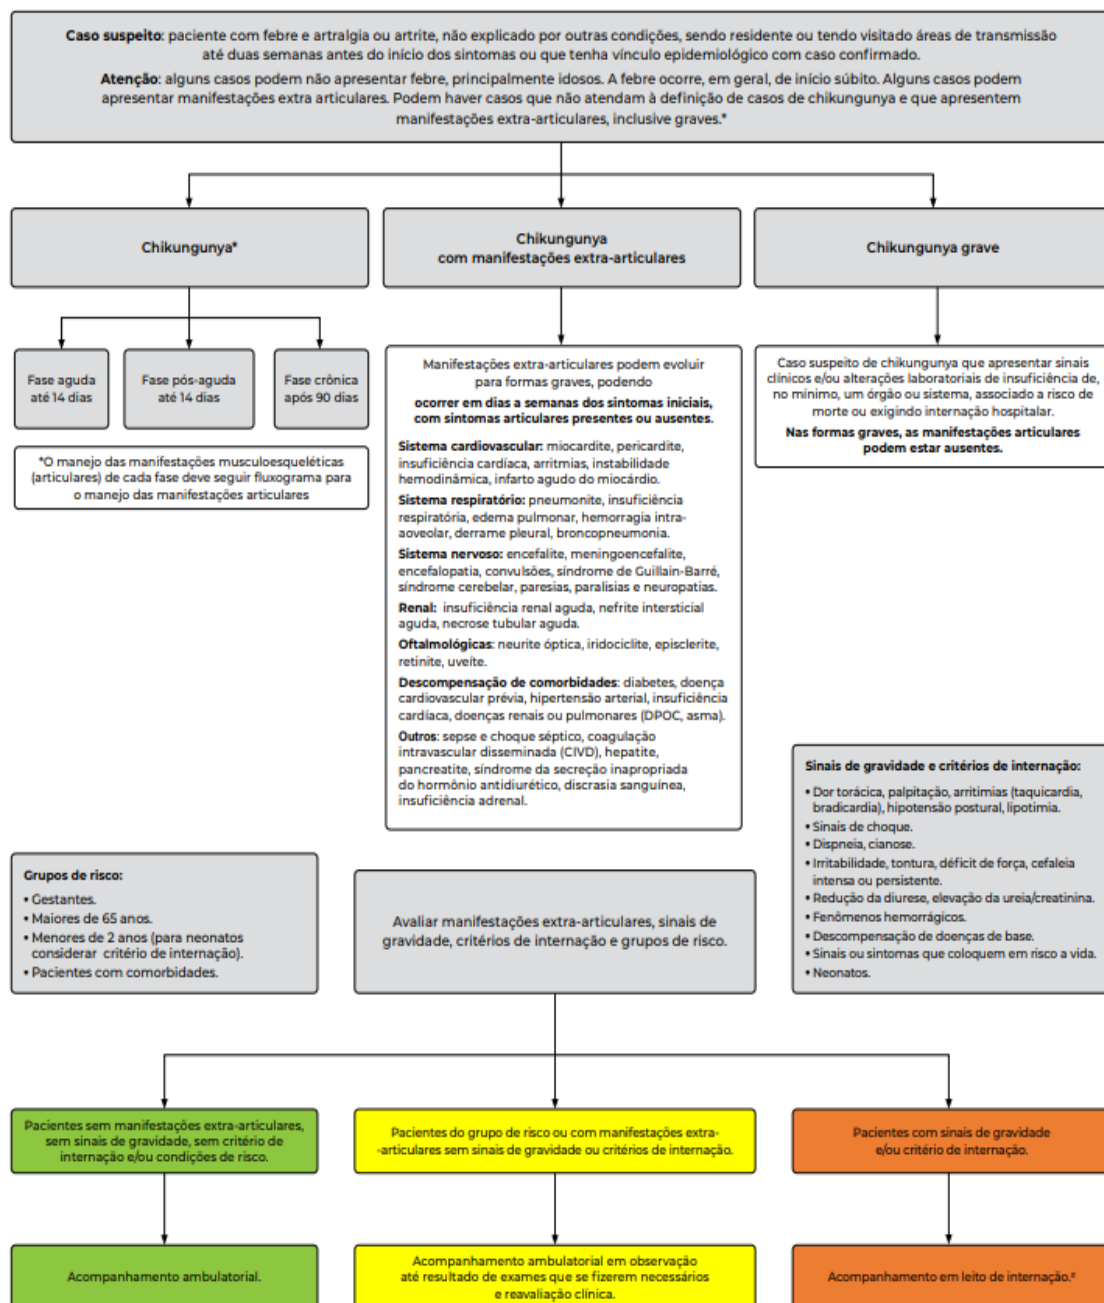 Caso suspeito: paciente com febre e artralgia ou artrite, não explicado por outras condições, sendo residente ou tendo visitado áreas de transmissão
até duas semanas antes do início dos sintomas ou que tenha vínculo epidemiológico com caso confirmado.
Atenção: alguns casos podem não apresentar febre, principalmente idosos. A febre ocorre, em geral, de início súbito. Alguns casos podem
apresentar manifestações extra articulares. Podem haver casos que não atendam à definição de casos de chikungunya e que apresentem
manifestações extra-articulares, inclusive graves.*
Chikungunya*
Chikungunya
com manifestações extra-articulares
Chikungunya grave
Fase aguda
até 14 dias
Fase pós-aguda
até 14 dias
Fase crônica
após 90 dias
*O manejo das manifestações musculoesqueléticas
(articulares) de cada fase deve seguir fluxograma para
o manejo das manifestações articulares
Manifestações extra-articulares podem evoluir
para formas graves, podendo
ocorrer em dias a semanas dos sintomas iniciais,
com sintomas articulares presentes ou ausentes.
Sistema cardiovascular: miocardite, pericardite,
insuficiência cardíaca, arritmias, instabilidade
hemodinâmica, infarto agudo do miocárdio.
Sistema respiratório: pneumonite, insuficiência
respiratória, edema pulmonar, hemorragia intra-
aoveolar, derrame pleural, broncopneumonia.
Sistema nervoso: encefalite, meningoencefalite,
encefalopatia, convulsões, síndrome de Guillain-Barré,
síndrome cerebelar, paresias, paralisias e neuropatias.
Renal: insuficiência renal aguda, nefrite intersticial
aguda, necrose tubular aguda.
Oftalmológicas: neurite óptica, iridociclite, episclerite,
retinite, uveíte.
Descompensação de comorbidades: diabetes, doença
cardiovascular prévia, hipertensão arterial, insuficiência
cardíaca, doenças renais ou pulmonares (DPOC, asma).
Outros: sepse e choque séptico, coagulação
intravascular disseminada (CIVD), hepatite,
pancreatite, síndrome da secreção inapropriada
do hormônio antidiurético, discrasia sanguínea,
insuficiência adrenal.
Caso suspeito de chikungunya que apresentar sinais
clínicos e/ou alterações laboratoriais de insuficiência de,
no mínimo, um órgão ou sistema, associado a risco de
morte ou exigindo internação hospitalar.
Nas formas graves, as manifestações articulares
podem estar ausentes.
Grupos de risco:
• Gestantes.
• Maiores de 65 anos.
• Menores de 2 anos (para neonatos
considerar critério de internação).
• Pacientes com comorbidades.
Avaliar manifestações extra-articulares, sinais de
gravidade, critérios de internação e grupos de risco.
Sinais de gravidade e critérios de internação:
• Dor torácica, palpitação, arritimias (taquicardia,
bradicardia), hipotensão postural, lipotimia.
• Sinais de choque.
• Dispneia, cianose.
• Irritabilidade, tontura, déficit de força, cefaleia
intensa ou persistente.
• Redução da diurese, elevação da ureia/creatinina.
• Fenômenos hemorrágicos.
• Descompensação de doenças de base.
• Sinais ou sintomas que coloquem em risco a vida.
• Neonatos.
Pacientes sem manifestações extra-articulares,
sem sinais de gravidade, sem critério de
internação e/ou condições de risco.
Pacientes do grupo de risco ou com manifestações extra-
-articulares sem sinais de gravidade ou critérios de internação.
Pacientes com sinais de gravidade
e/ou critério de internação.
Acompanhamento ambulatorial.
Acompanhamento ambulatorial em observação
até resultado de exames que se fizerem necessários
e reavaliação clínica.
Acompanhamento em leito de internação.